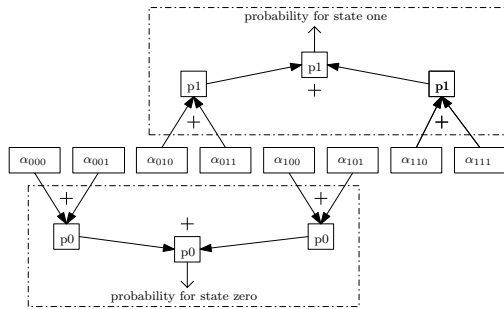 probability for state one
p1
+
p1 p1
+ +
α₀₀₀ α₀₀₁ α₀₁₀ α₀₁₁ α₁₀₀ α₁₀₁ α₁₁₀ α₁₁₁
+ + +
p0 p0 p0
probability for state zero